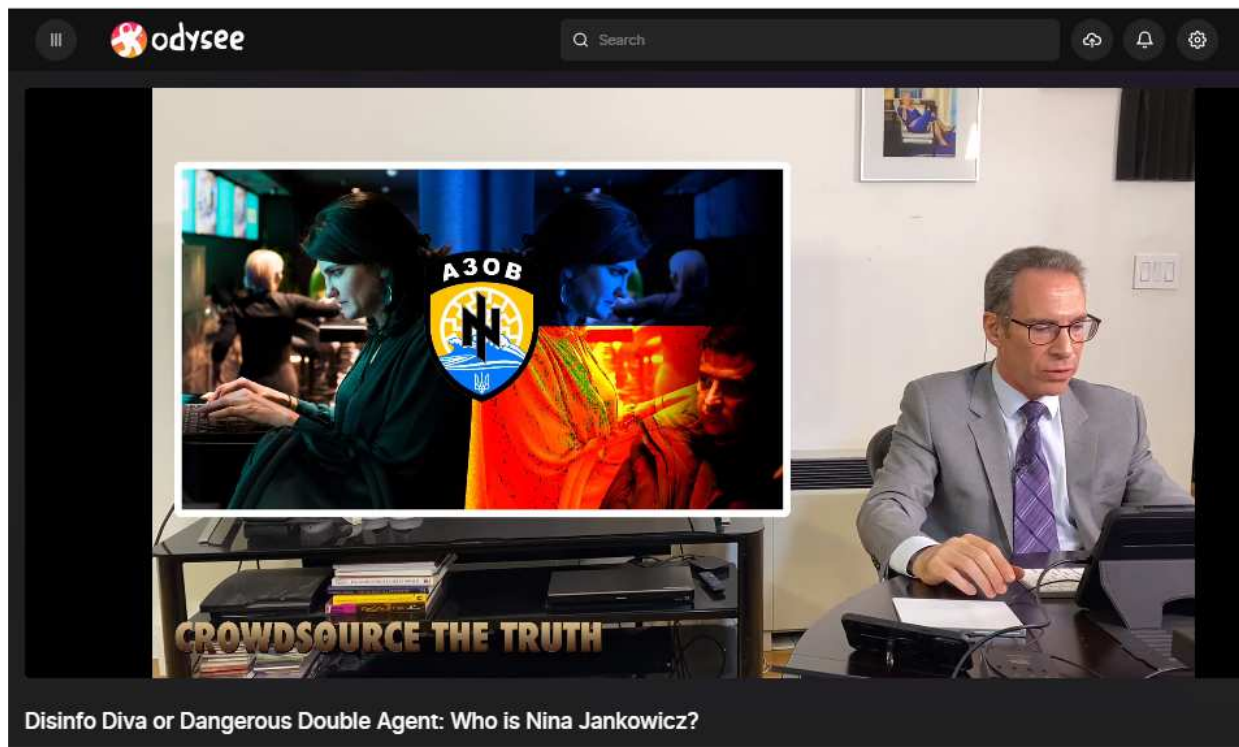 odysee
Search
АЗОВ
CROWDSOURCE THE TRUTH
Disinfo Diva or Dangerous Double Agent: Who is Nina Jankowicz?